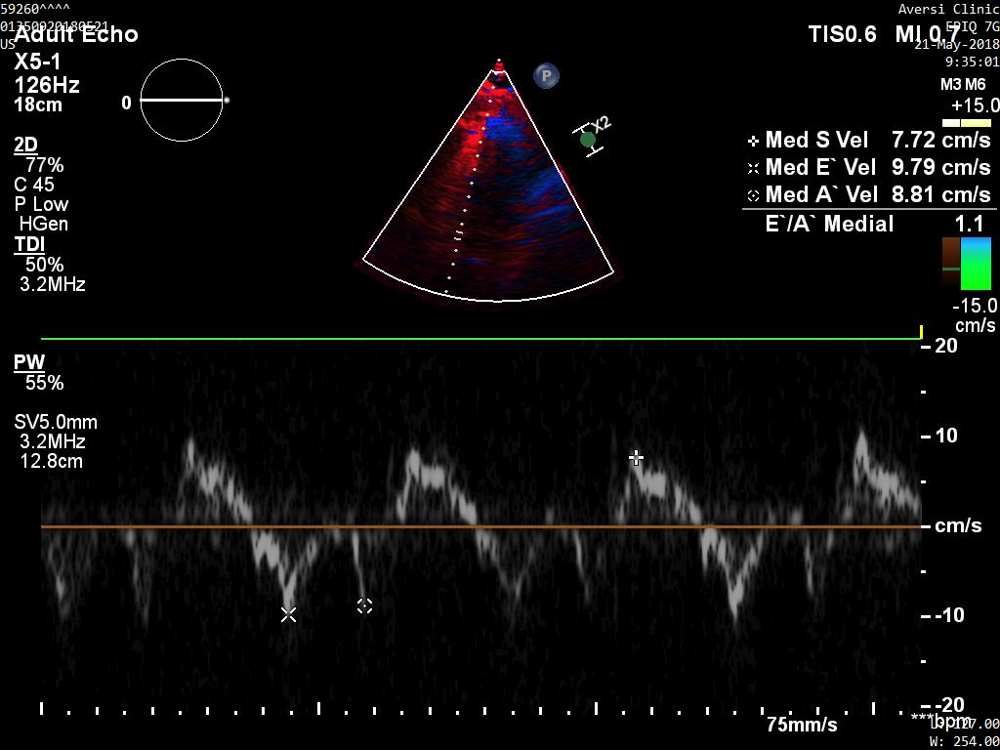 59260^^^^
01350920180521
US
Adult Echo
X5-1
126Hz
18cm
0
2D
77%
C 45
P Low
HGen
TDI
50%
3.2MHz
P
X2
Aversi Clinic
EPIQ 7G
TIS0.6 MI 0.7
21-May-2018
9:35:01
M3 M6
+15.0
Med S Vel 7.72 cm/s
Med E` Vel 9.79 cm/s
Med A` Vel 8.81 cm/s
E`/A` Medial 1.1
-15.0
cm/s
PW
55%
SV5.0mm
3.2MHz
12.8cm
20
10
cm/s
-10
-20
75mm/s
***bpm
W: 254.00